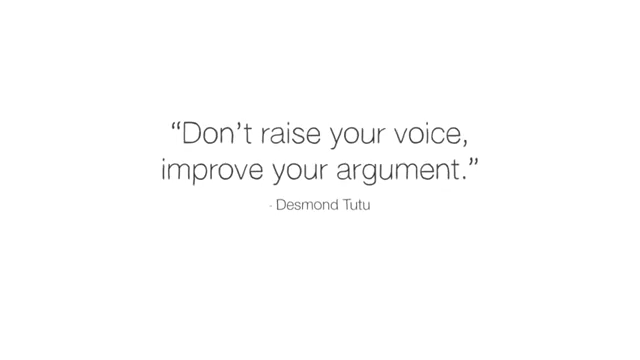 “Don’t raise your voice,
improve your argument.”
- Desmond Tutu